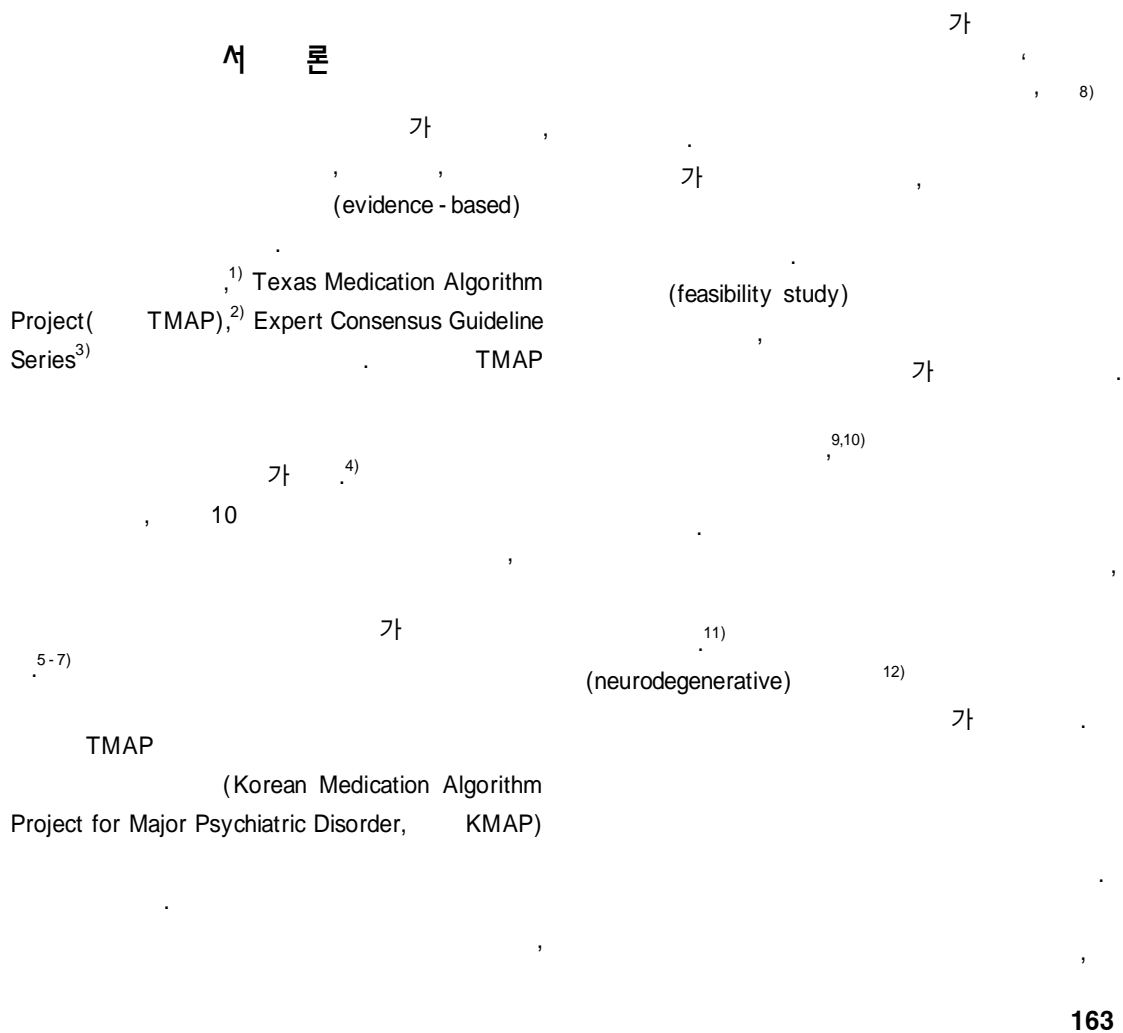 서 론
가 ,
, ,
(evidence - based)
.
,1) Texas Medication Algorithm
Project( TMAP),2) Expert Consensus Guideline
Series3) . TMAP
가 .4)
, 10
,
가
.5 - 7)
TMAP
(Korean Medication Algorithm
Project for Major Psychiatric Disorder, KMAP)
.
,
가
‘
, 8)
.
가 ,
.
(feasibility study)
,
가 .
,9,10)
.
,
.11)
(neurodegenerative) 12)
가 .
.
,
163